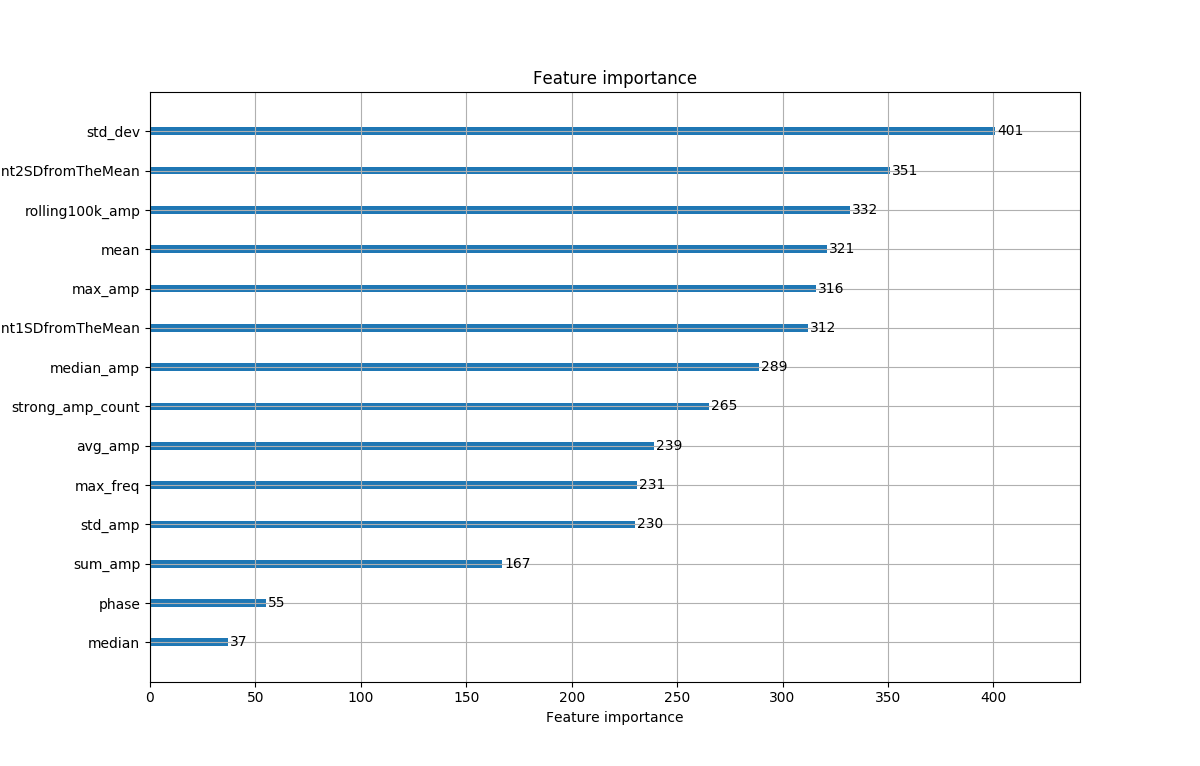 Feature importance
std_dev 401
nt2SDfromTheMean 351
rolling100k_amp 332
mean 321
max_amp 316
nt1SDfromTheMean 312
median_amp 289
strong_amp_count 265
avg_amp 239
max_freq 231
std_amp 230
sum_amp 167
phase 55
median 37
0 50 100 150 200 250 300 350 400
Feature importance